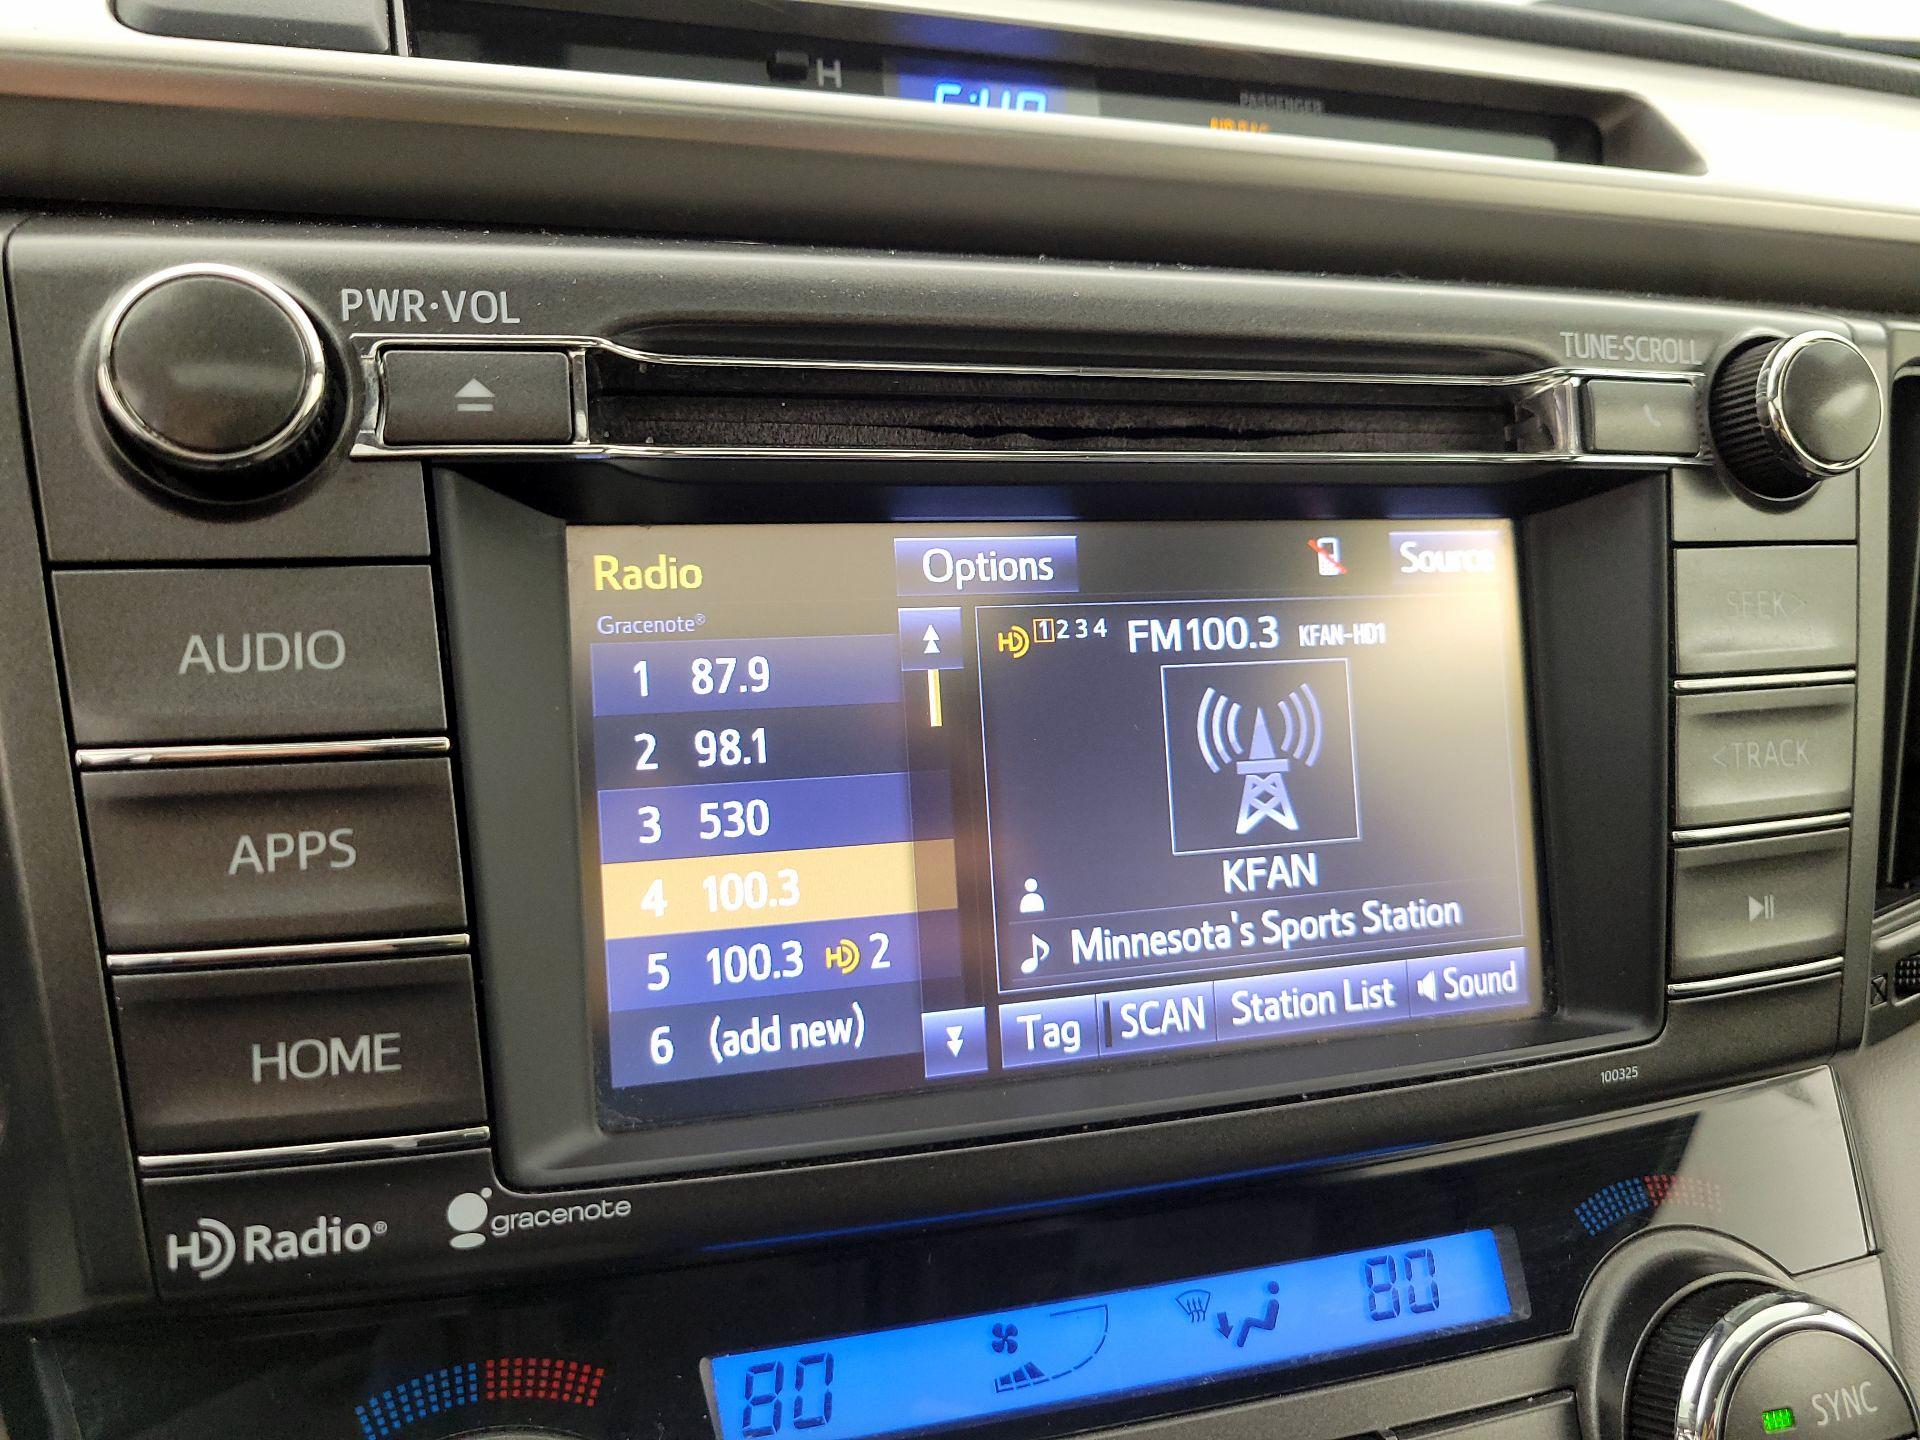 H
PASSENGER
PWR·VOL
TUNE·SCROLL
Radio
Options
Source
Gracenote®
HD 1 2 3 4 FM100.3 KFAN-HD1
1 87.9
2 98.1
3 530
4 100.3
5 100.3 HD 2
6 (add new)
KFAN
Minnesota's Sports Station
Tag
SCAN
Station List
Sound
AUDIO
APPS
HOME
SEEK>
<TRACK
100325
HD Radio®
gracenote
80
80
SYNC